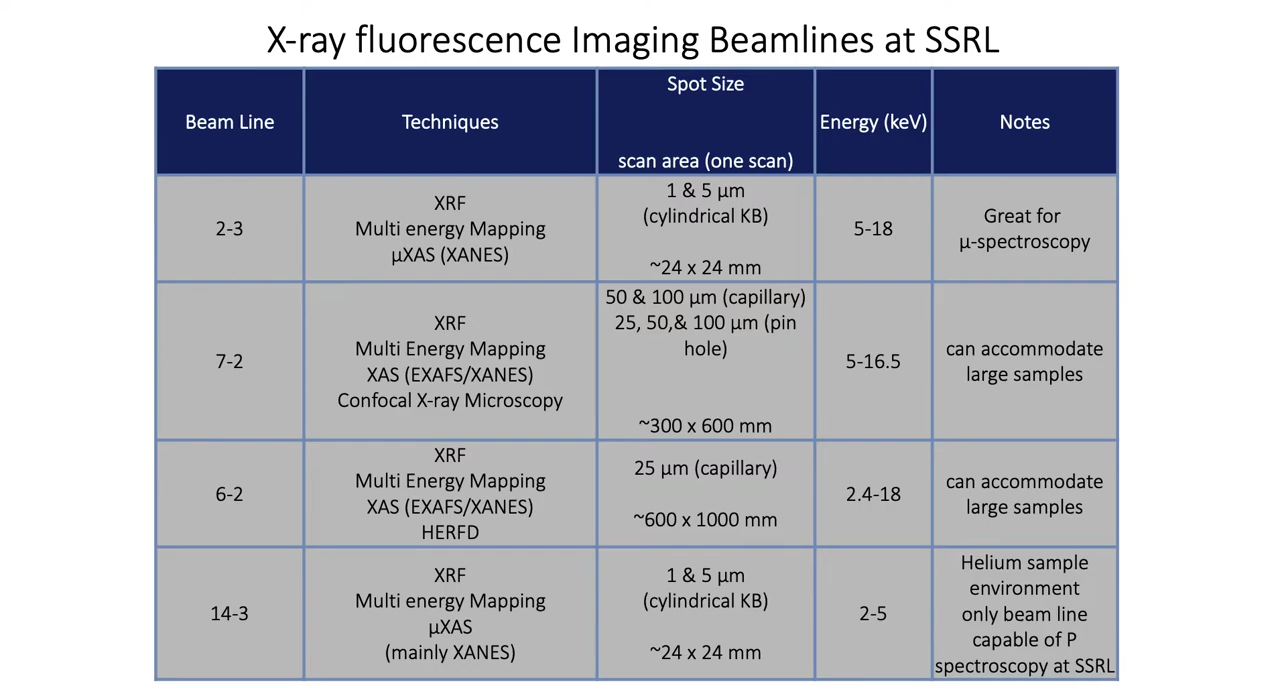 X-ray fluorescence Imaging Beamlines at SSRL
Beam Line
Techniques
Spot Size
scan area (one scan)
Energy (keV)
Notes
2-3
XRF
Multi energy Mapping
µXAS (XANES)
1 & 5 µm
(cylindrical KB)
~24 x 24 mm
5-18
Great for
µ-spectroscopy
7-2
XRF
Multi Energy Mapping
XAS (EXAFS/XANES)
Confocal X-ray Microscopy
50 & 100 µm (capillary)
25, 50,& 100 µm (pin
hole)
~300 x 600 mm
5-16.5
can accommodate
large samples
6-2
XRF
Multi Energy Mapping
XAS (EXAFS/XANES)
HERFD
25 µm (capillary)
~600 x 1000 mm
2.4-18
can accommodate
large samples
14-3
XRF
Multi energy Mapping
µXAS
(mainly XANES)
1 & 5 µm
(cylindrical KB)
~24 x 24 mm
2-5
Helium sample
environment
only beam line
capable of P
spectroscopy at SSRL